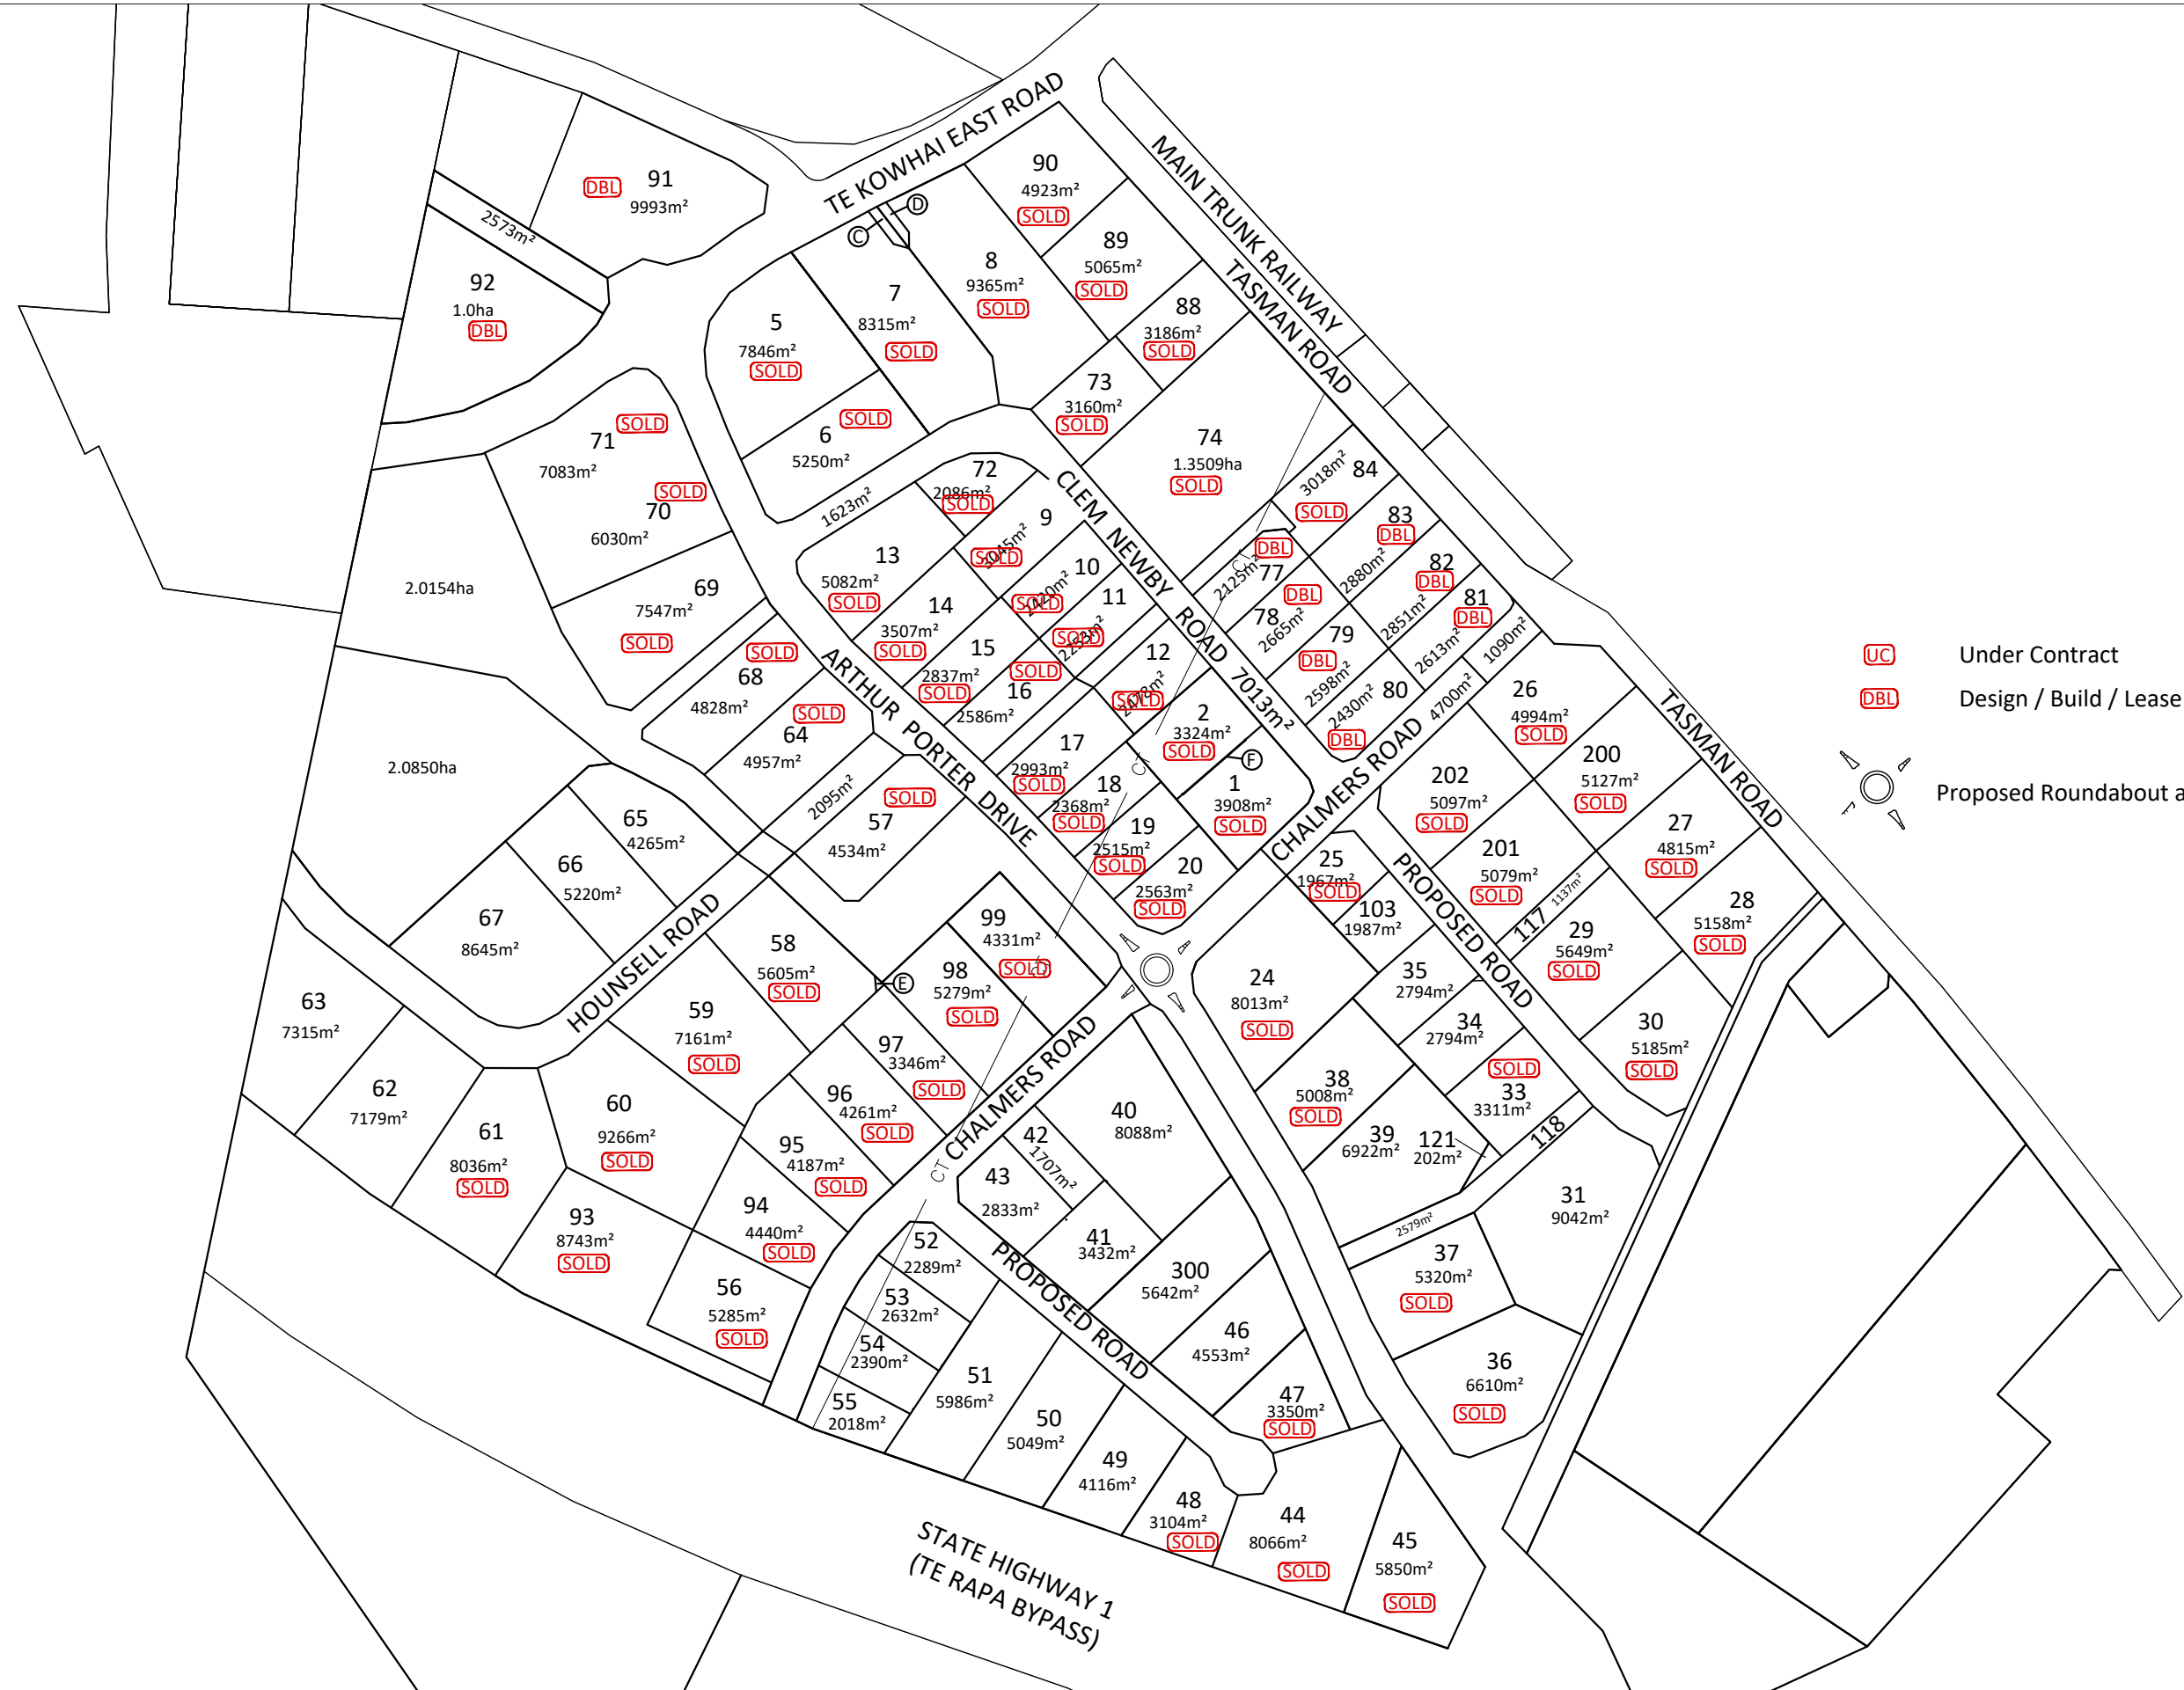 TE KOWHAI EAST ROAD
MAIN TRUNK RAILWAY
TASMAN ROAD
91
DBL
9993m²
2573m²
92
1.0ha
DBL
90
4923m²
SOLD
89
5065m²
SOLD
88
3186m²
SOLD
D
C
8
9365m²
SOLD
7
8315m²
SOLD
5
7846m²
SOLD
6
SOLD
5250m²
73
3160m²
SOLD
74
1.3509ha
SOLD
71
SOLD
7083m²
SOLD
70
6030m²
69
7547m²
SOLD
2.0154ha
2.0850ha
1623m²
72
2086m²
SOLD
CLEM NEWBY ROAD 7013m²
9
3045m²
SOLD
10
2420m²
SOLD
11
2253m²
SOLD
12
2478m²
SOLD
13
5082m²
SOLD
14
3507m²
SOLD
15
2837m²
SOLD
16
SOLD
2586m²
17
2993m²
SOLD
18
2368m²
SOLD
19
2515m²
SOLD
20
2563m²
SOLD
2
3324m²
SOLD
F
1
3908m²
SOLD
CT
CT
84
3018m²
SOLD
83
DBL
2880m²
82
DBL
2851m²
81
DBL
2613m²
1090m²
DBL
77
2125m²
78
DBL
2665m²
79
DBL
2598m²
80
2430m²
DBL
CHALMERS ROAD 4700m²
ARTHUR PORTER DRIVE
68
SOLD
4828m²
64
SOLD
4957m²
2095m²
57
SOLD
4534m²
65
4265m²
66
5220m²
67
8645m²
HOUNSELL ROAD
26
4994m²
SOLD
200
5127m²
SOLD
202
5097m²
SOLD
201
5079m²
SOLD
27
4815m²
SOLD
28
5158m²
SOLD
117
1137m²
29
5649m²
SOLD
30
5185m²
SOLD
TASMAN ROAD
PROPOSED ROAD
25
1967m²
SOLD
103
1987m²
35
2794m²
34
2794m²
SOLD
33
3311m²
118
24
8013m²
SOLD
38
5008m²
SOLD
39
6922m²
121
202m²
2579m²
31
9042m²
37
5320m²
SOLD
36
6610m²
SOLD
58
5605m²
SOLD
E
99
4331m²
SOLD
CT
98
5279m²
SOLD
97
3346m²
SOLD
96
4261m²
SOLD
95
4187m²
SOLD
94
4440m²
SOLD
59
7161m²
SOLD
60
9266m²
SOLD
61
8036m²
SOLD
62
7179m²
63
7315m²
93
8743m²
SOLD
56
5285m²
SOLD
CT
CHALMERS ROAD
40
8088m²
42
1707m²
43
2833m²
41
3432m²
300
5642m²
46
4553m²
47
3350m²
SOLD
PROPOSED ROAD
52
2289m²
53
2632m²
54
2390m²
55
2018m²
51
5986m²
50
5049m²
49
4116m²
48
3104m²
SOLD
44
8066m²
SOLD
45
5850m²
SOLD
STATE HIGHWAY 1
(TE RAPA BYPASS)
UC Under Contract
DBL Design / Build / Lease
Proposed Roundabout a